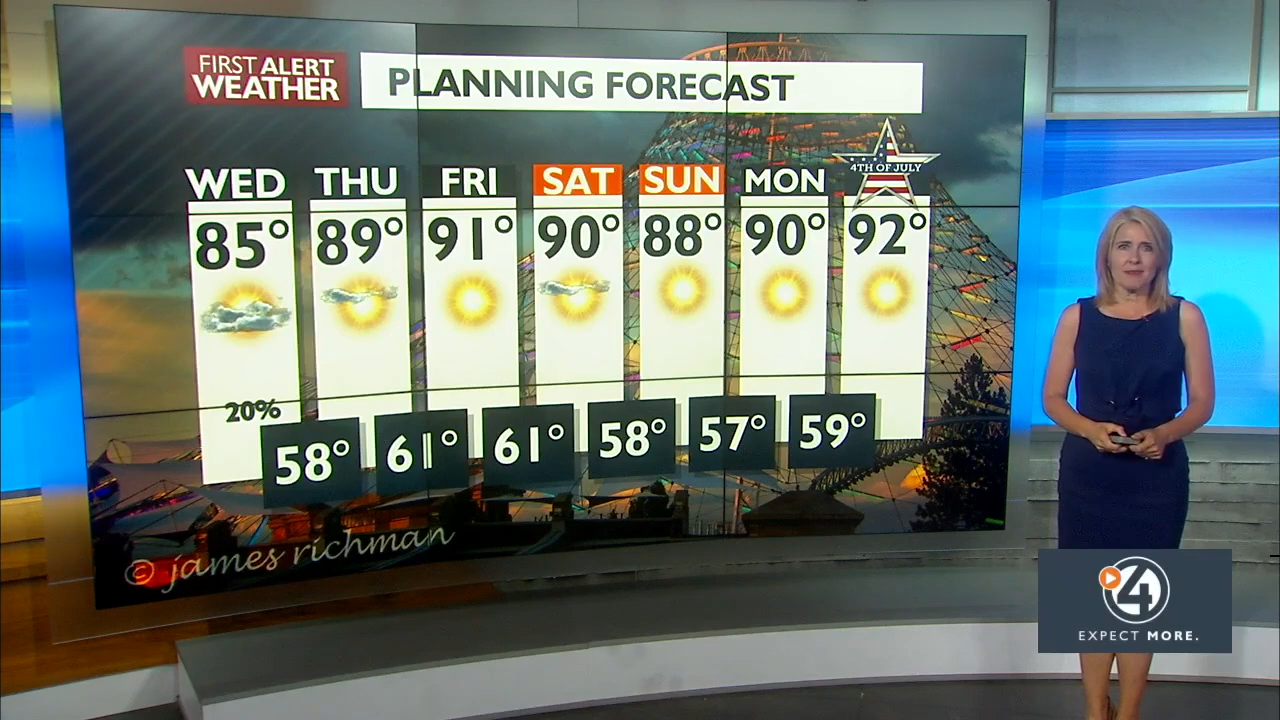 FIRST ALERT
WEATHER
PLANNING FORECAST
WED THU FRI SAT SUN MON 4TH OF JULY
85° 89° 91° 90° 88° 90° 92°
20%
58° 61° 61° 58° 57° 59°
© james richman
4
EXPECT MORE.